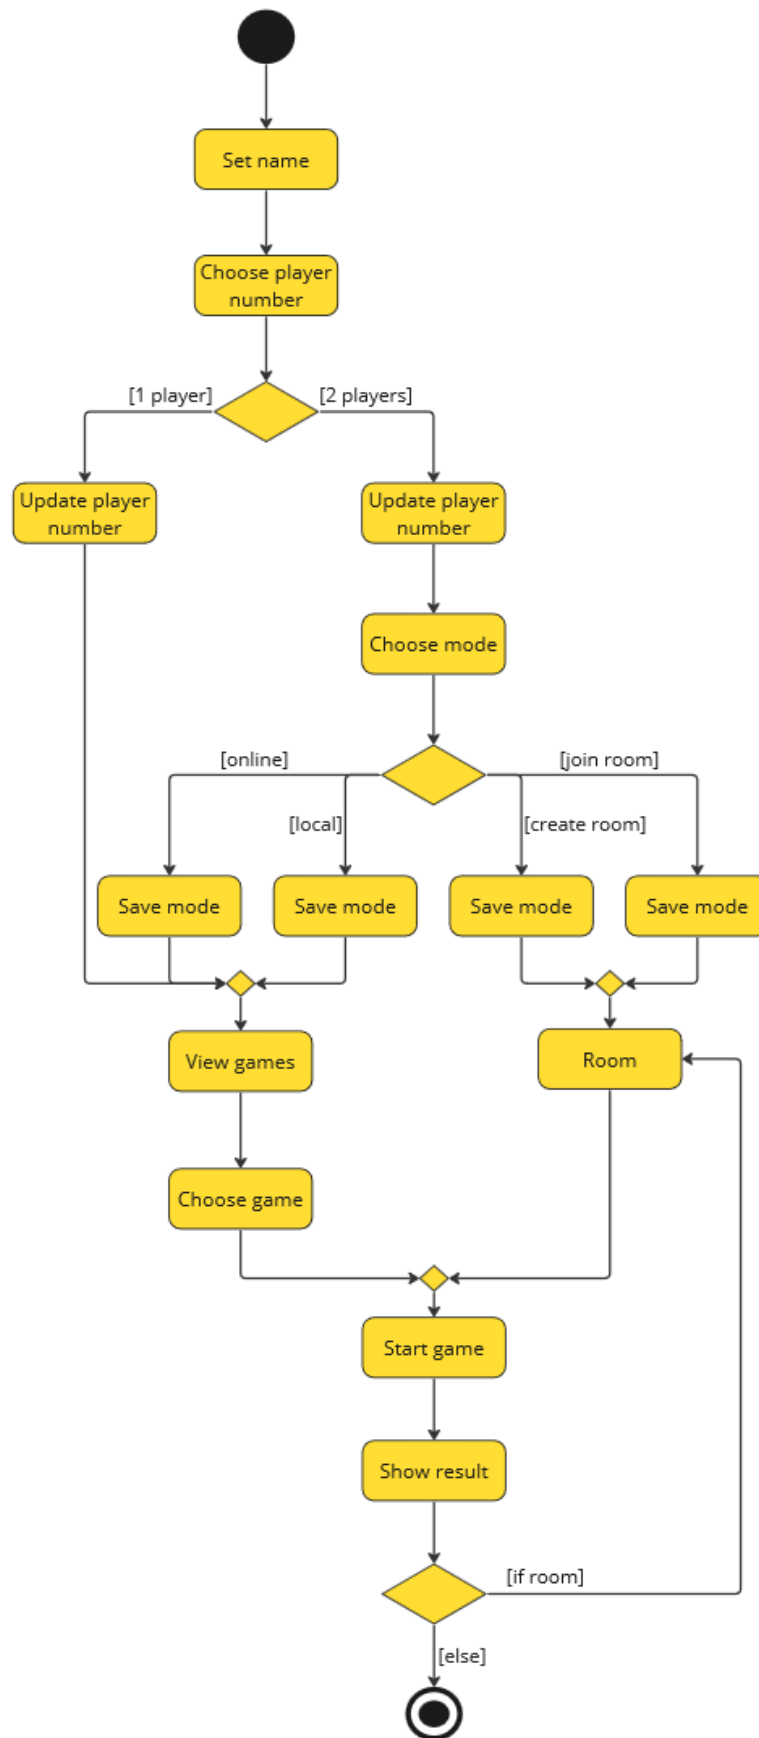 Set name
Choose player
number
[1 player]
[2 players]
Update player
number
Update player
number
Choose mode
[online]
[join room]
[local]
[create room]
Save mode
Save mode
Save mode
Save mode
View games
Room
Choose game
Start game
Show result
[if room]
[else]